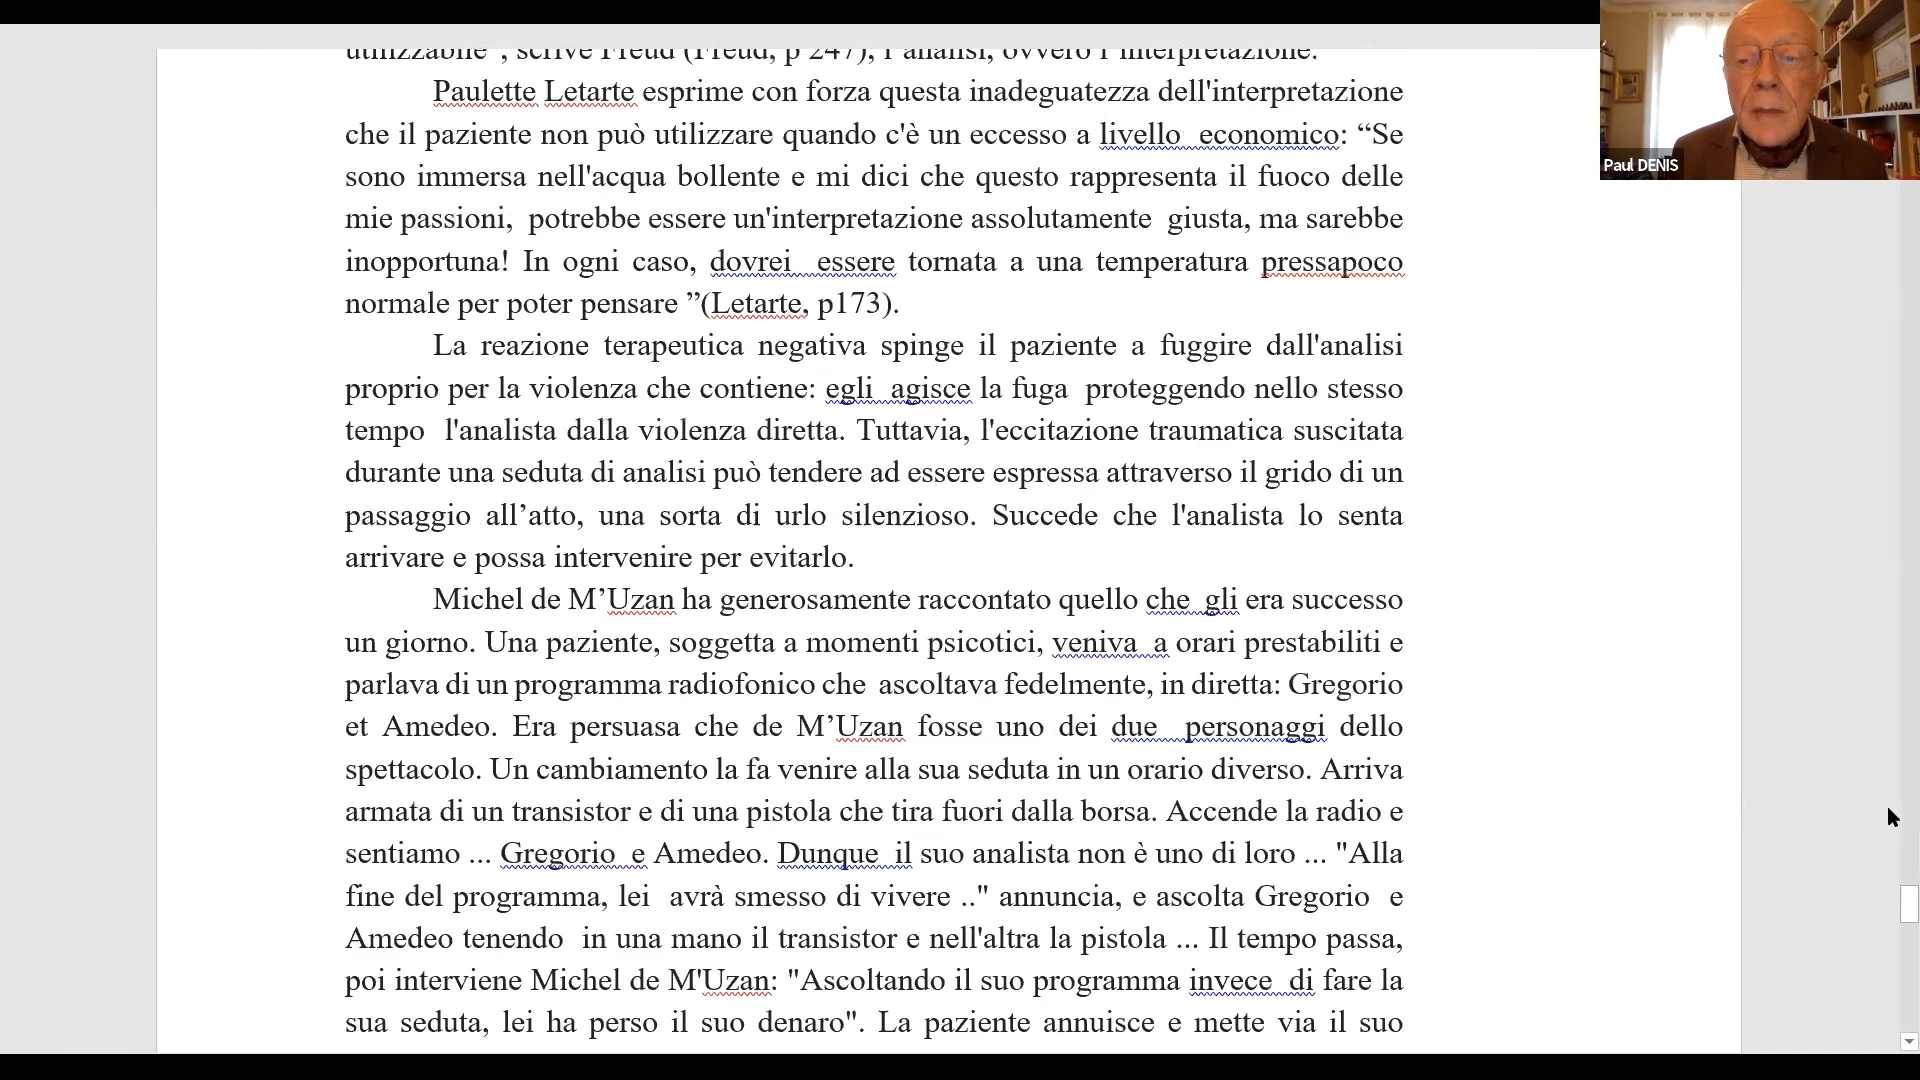 utilizzabile", scrive Freud (Freud, p 247), l'analisi, ovvero l'interpretazione.
Paulette Letarte esprime con forza questa inadeguatezza dell'interpretazione
che il paziente non può utilizzare quando c'è un eccesso a livello economico: “Se
sono immersa nell'acqua bollente e mi dici che questo rappresenta il fuoco delle
mie passioni, potrebbe essere un'interpretazione assolutamente giusta, ma sarebbe
inopportuna! In ogni caso, dovrei essere tornata a una temperatura pressapoco
normale per poter pensare ”(Letarte, p173).
La reazione terapeutica negativa spinge il paziente a fuggire dall'analisi
proprio per la violenza che contiene: egli agisce la fuga proteggendo nello stesso
tempo l'analista dalla violenza diretta. Tuttavia, l'eccitazione traumatica suscitata
durante una seduta di analisi può tendere ad essere espressa attraverso il grido di un
passaggio all’atto, una sorta di urlo silenzioso. Succede che l'analista lo senta
arrivare e possa intervenire per evitarlo.
Michel de M’Uzan ha generosamente raccontato quello che gli era successo
un giorno. Una paziente, soggetta a momenti psicotici, veniva a orari prestabiliti e
parlava di un programma radiofonico che ascoltava fedelmente, in diretta: Gregorio
et Amedeo. Era persuasa che de M’Uzan fosse uno dei due personaggi dello
spettacolo. Un cambiamento la fa venire alla sua seduta in un orario diverso. Arriva
armata di un transistor e di una pistola che tira fuori dalla borsa. Accende la radio e
sentiamo ... Gregorio e Amedeo. Dunque il suo analista non è uno di loro ... "Alla
fine del programma, lei avrà smesso di vivere .." annuncia, e ascolta Gregorio e
Amedeo tenendo in una mano il transistor e nell'altra la pistola ... Il tempo passa,
poi interviene Michel de M'Uzan: "Ascoltando il suo programma invece di fare la
sua seduta, lei ha perso il suo denaro". La paziente annuisce e mette via il suo
Paul DENIS